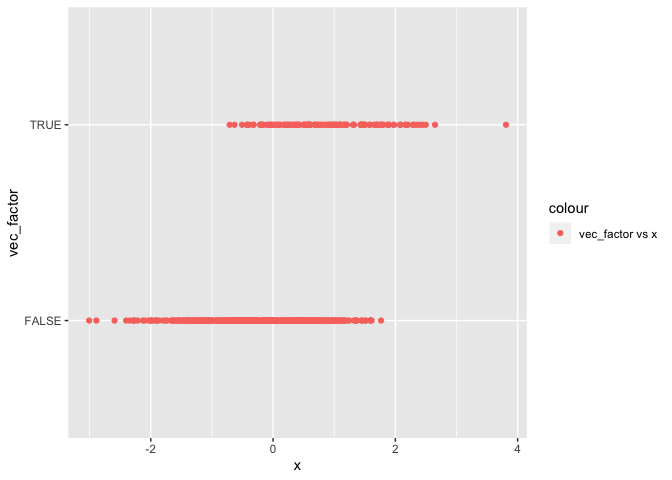 TRUE
FALSE
vec_factor
-2 0 2 4
x
colour
vec_factor vs x